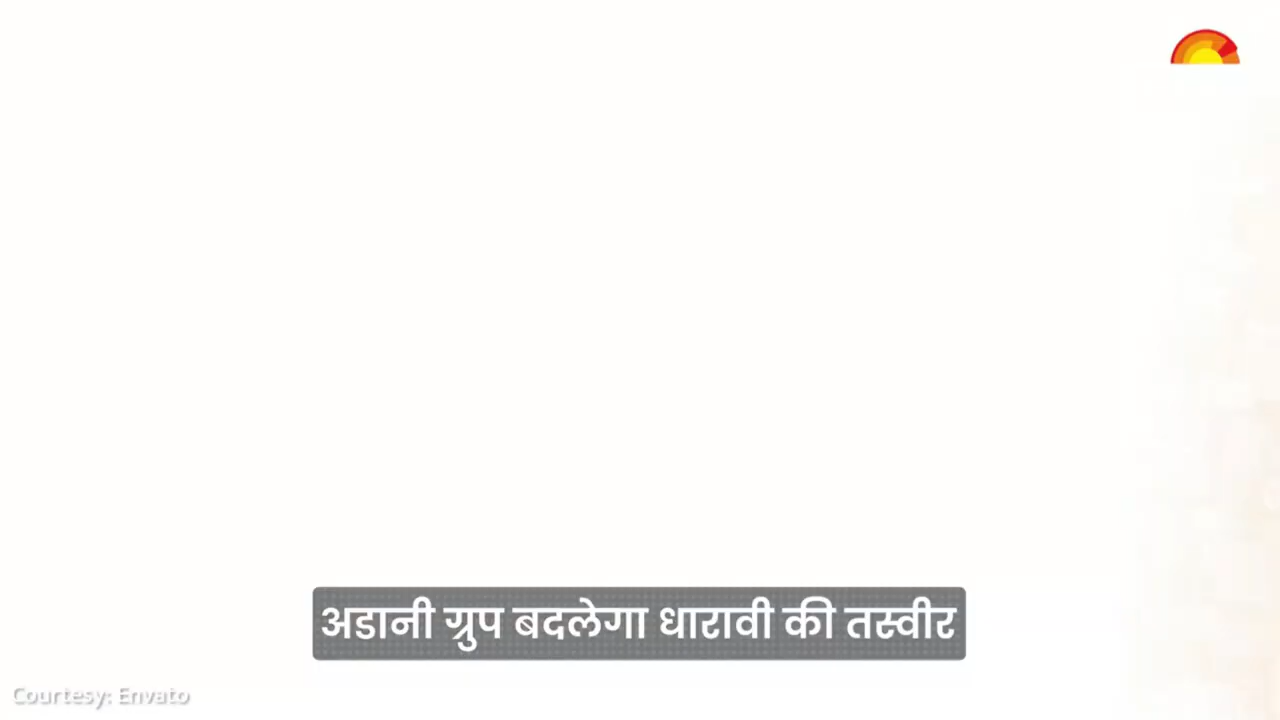 अडानी ग्रुप बदलेगा धारावी की तस्वीर
Courtesy: Envato